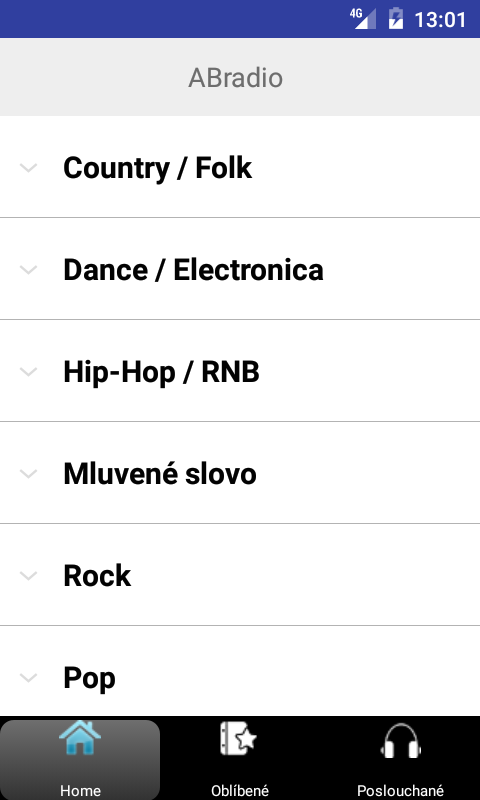 4G 13:01
ABradio
Country / Folk
Dance / Electronica
Hip-Hop / RNB
Mluvené slovo
Rock
Pop
Home Oblíbené Poslouchané